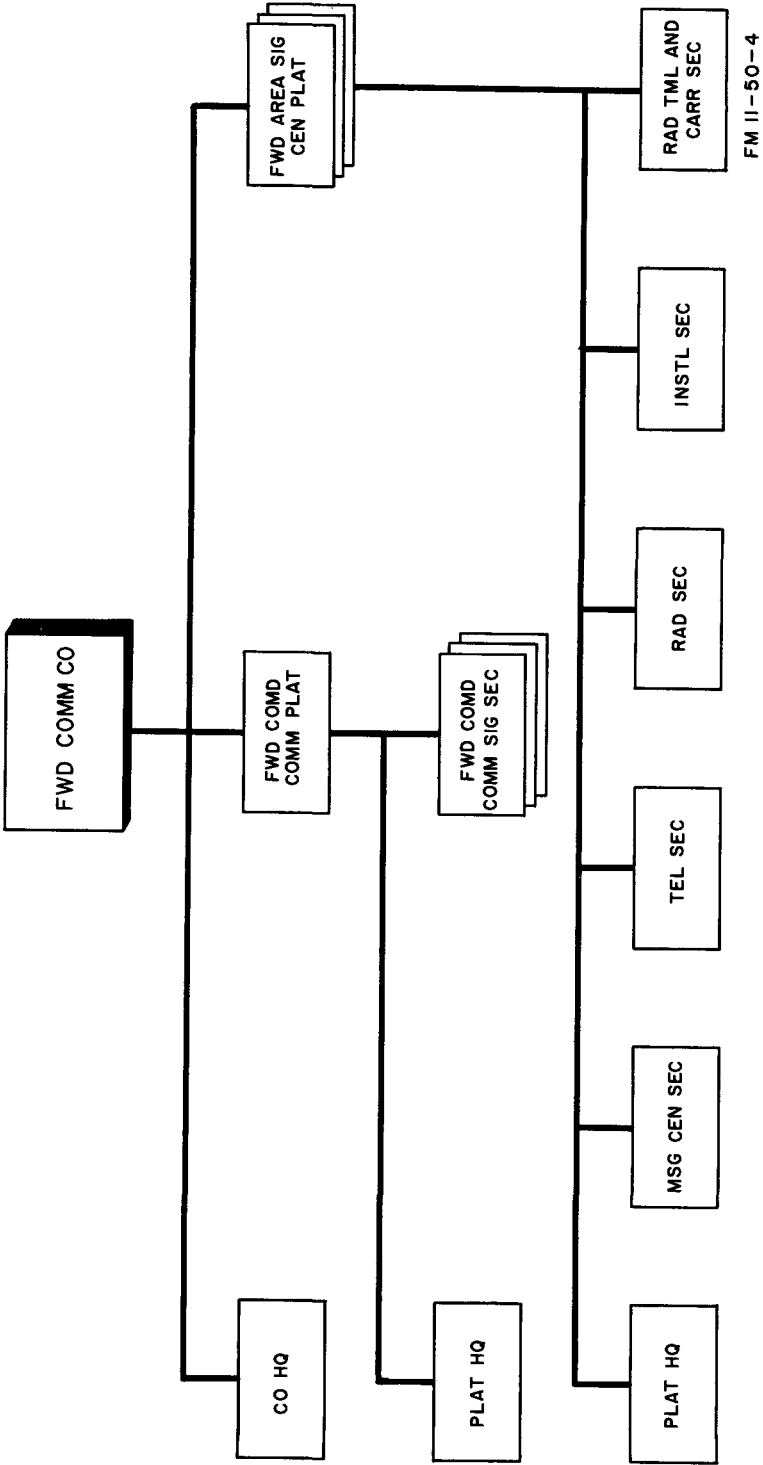 FWD COMM CO
CO HQ
FWD COMD
COMM PLAT
FWD AREA SIG
CEN PLAT
PLAT HQ
FWD COMD
COMM SIG SEC
PLAT HQ
MSG CEN SEC
TEL SEC
RAD SEC
INSTL SEC
RAD TML AND
CARR SEC
FM 11-50-4